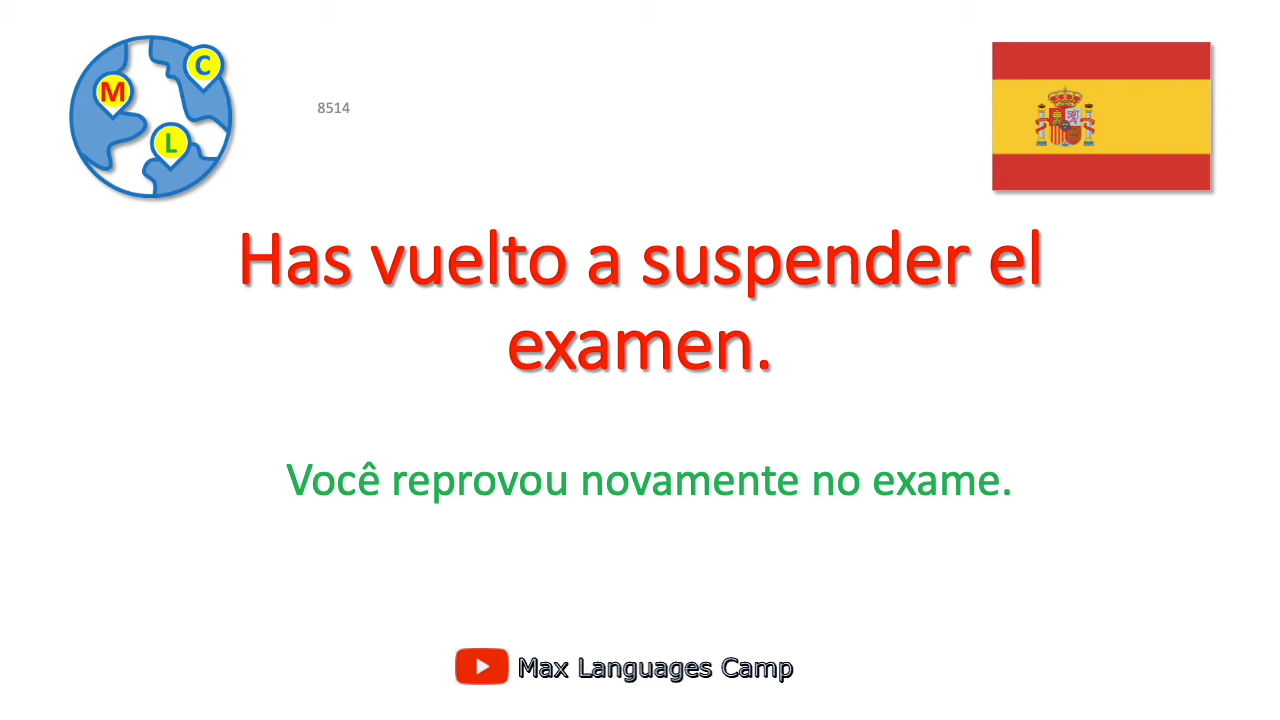 M
C
L
8514
Has vuelto a suspender el
examen.
Você reprovou novamente no exame.
Max Languages Camp